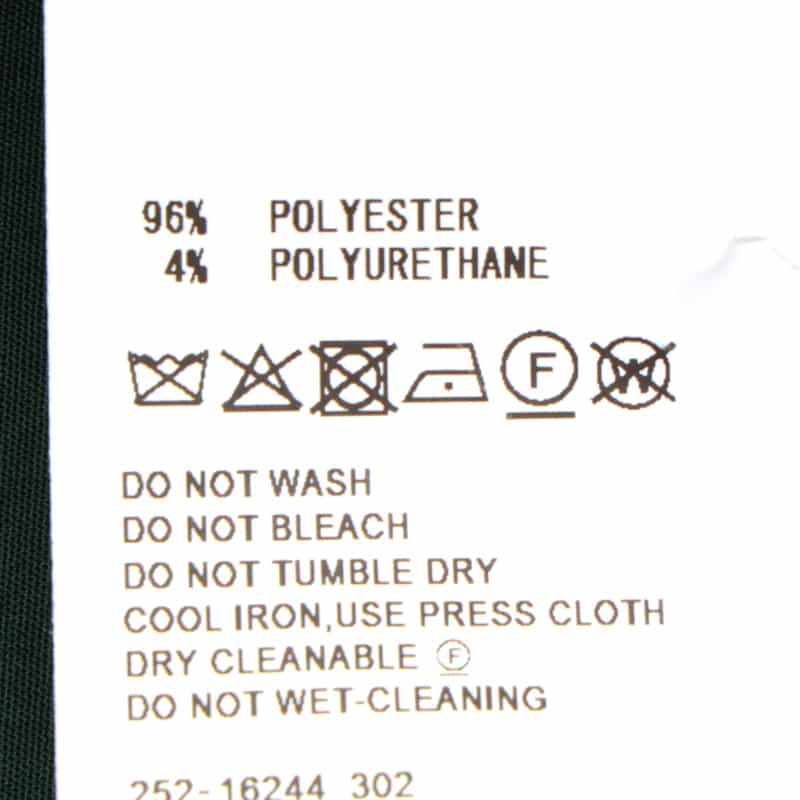 96% POLYESTER
4% POLYURETHANE
F W
DO NOT WASH
DO NOT BLEACH
DO NOT TUMBLE DRY
COOL IRON,USE PRESS CLOTH
DRY CLEANABLE Ⓕ
DO NOT WET-CLEANING
252-16244 302